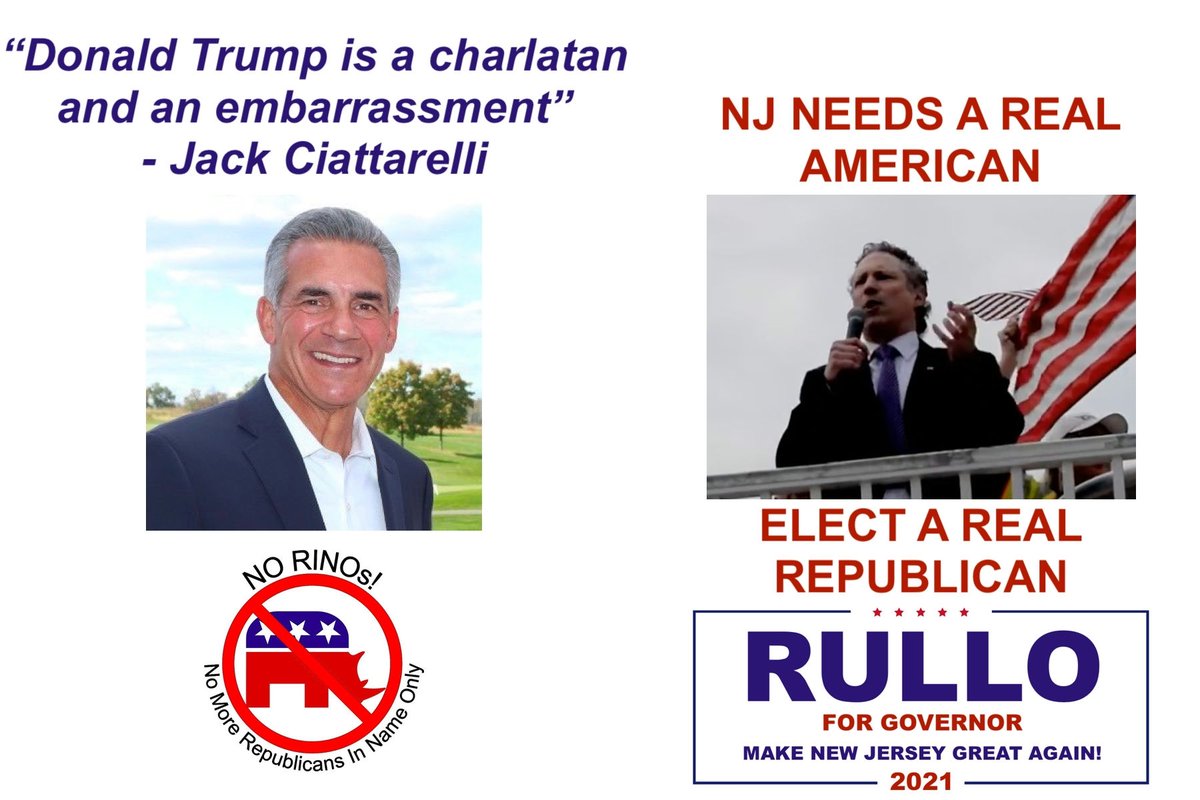 “Donald Trump is a charlatan
and an embarrassment”
- Jack Ciattarelli
NO RINOs!
No More Republicans In Name Only
NJ NEEDS A REAL
AMERICAN
ELECT A REAL
REPUBLICAN
RULLO
FOR GOVERNOR
MAKE NEW JERSEY GREAT AGAIN!
2021